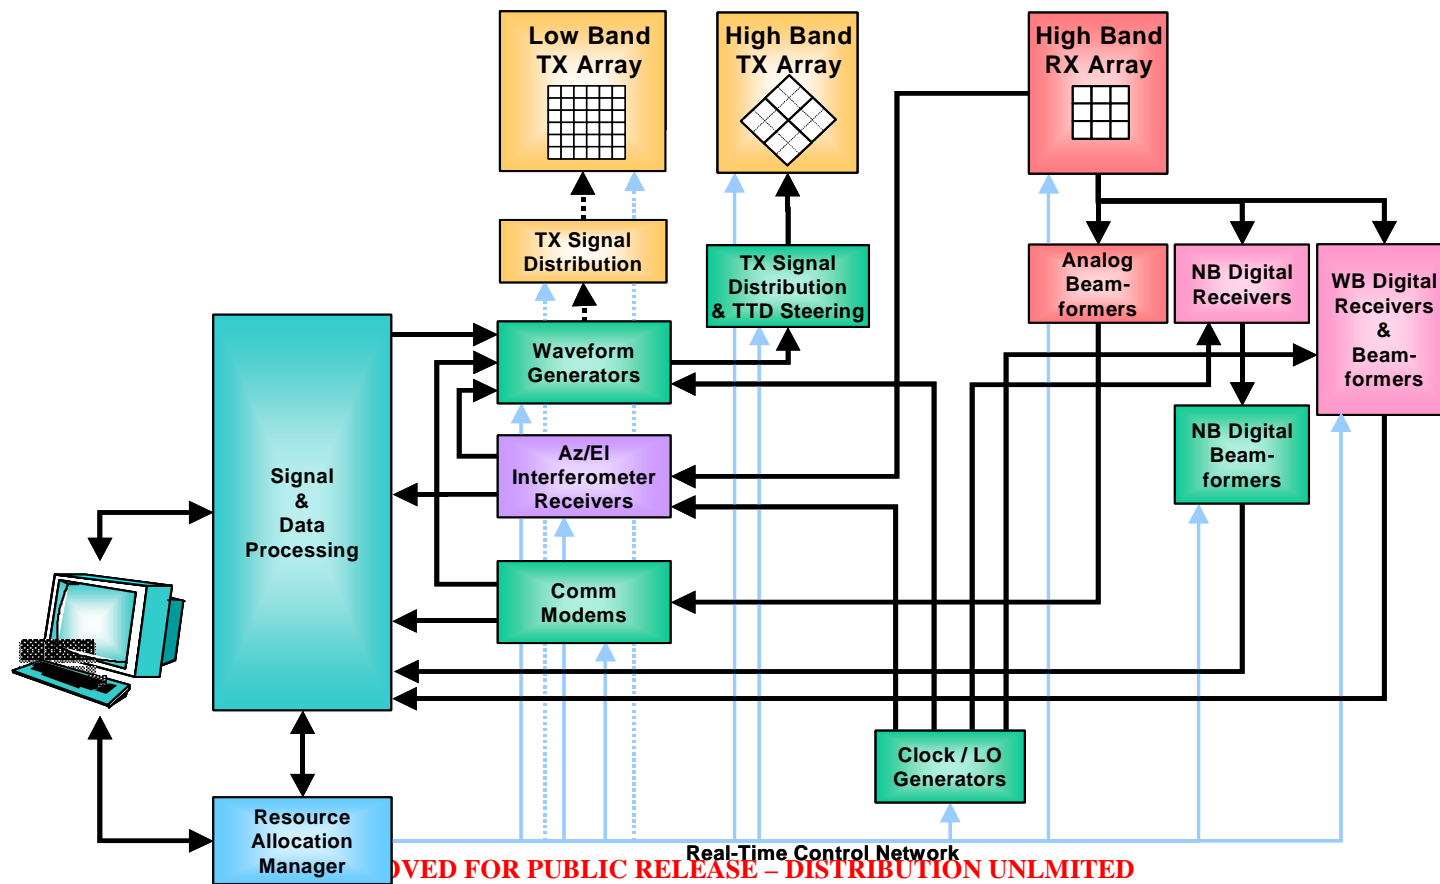 Low Band
TX Array
High Band
TX Array
High Band
RX Array
TX Signal
Distribution
TX Signal
Distribution
& TTD Steering
Analog
Beam-
formers
NB Digital
Receivers
WB Digital
Receivers
&
Beam-
formers
Waveform
Generators
NB Digital
Beam-
formers
Az/El
Interferometer
Receivers
Signal
&
Data
Processing
Comm
Modems
Clock / LO
Generators
Resource
Allocation
Manager
Real-Time Control Network
OVED FOR PUBLIC RELEASE – DISTRIBUTION UNLMITED